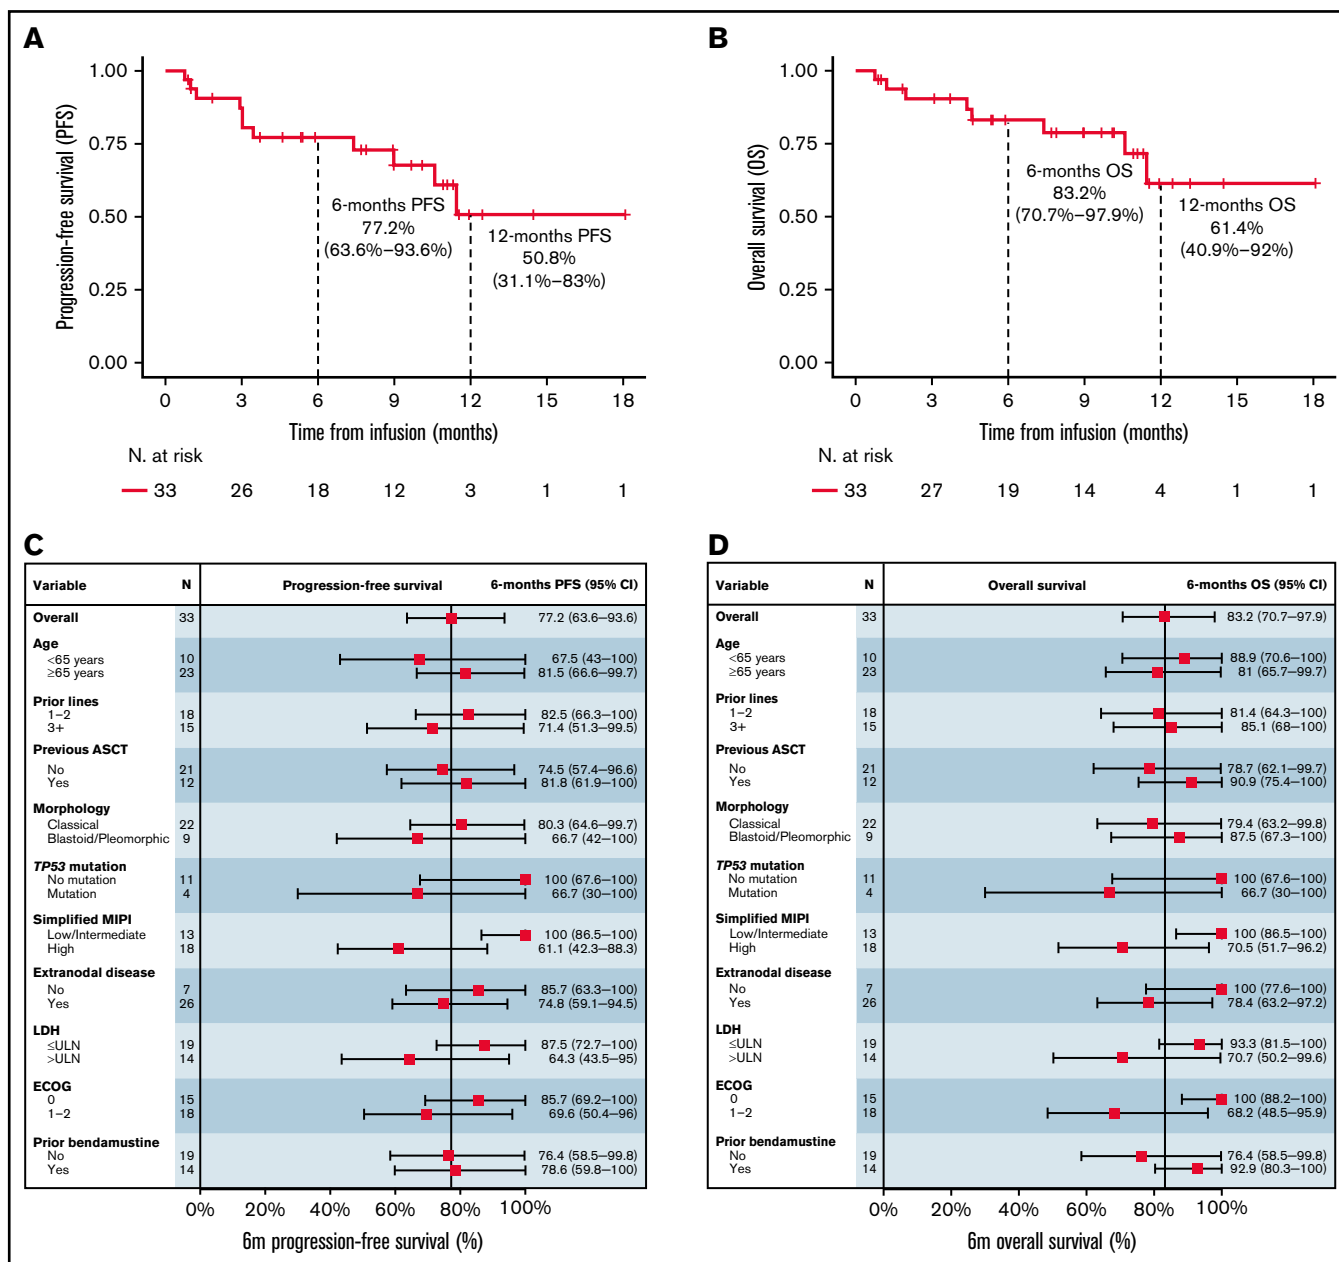 A
1.00
0.75
0.50
0.25
0.00
Progression-free survival (PFS)
6-months PFS
77.2%
(63.6%–93.6%)
12-months PFS
50.8%
(31.1%–83%)
0 3 6 9 12 15 18
Time from infusion (months)
N. at risk
33 26 18 12 3 1 1
B
1.00
0.75
0.50
0.25
0.00
Overall survival (OS)
6-months OS
83.2%
(70.7%–97.9%)
12-months OS
61.4%
(40.9%–92%)
0 3 6 9 12 15 18
Time from infusion (months)
N. at risk
33 27 19 14 4 1 1
C
Variable N Progression-free survival 6-months PFS (95% CI)
Overall 33 77.2 (63.6–93.6)
Age
<65 years 10 67.5 (43–100)
≥65 years 23 81.5 (66.6–99.7)
Prior lines
1–2 18 82.5 (66.3–100)
3+ 15 71.4 (51.3–99.5)
Previous ASCT
No 21 74.5 (57.4–96.6)
Yes 12 81.8 (61.9–100)
Morphology
Classical 22 80.3 (64.6–99.7)
Blastoid/Pleomorphic 9 66.7 (42–100)
TP53 mutation
No mutation 11 100 (67.6–100)
Mutation 4 66.7 (30–100)
Simplified MIPI
Low/Intermediate 13 100 (86.5–100)
High 18 61.1 (42.3–88.3)
Extranodal disease
No 7 85.7 (63.3–100)
Yes 26 74.8 (59.1–94.5)
LDH
≤ULN 19 87.5 (72.7–100)
>ULN 14 64.3 (43.5–95)
ECOG
0 15 85.7 (69.2–100)
1–2 18 69.6 (50.4–96)
Prior bendamustine
No 19 76.4 (58.5–99.8)
Yes 14 78.6 (59.8–100)
0% 20% 40% 60% 80% 100%
6m progression-free survival (%)
D
Variable N Overall survival 6-months OS (95% CI)
Overall 33 83.2 (70.7–97.9)
Age
<65 years 10 88.9 (70.6–100)
≥65 years 23 81 (65.7–99.7)
Prior lines
1–2 18 81.4 (64.3–100)
3+ 15 85.1 (68–100)
Previous ASCT
No 21 78.7 (62.1–99.7)
Yes 12 90.9 (75.4–100)
Morphology
Classical 22 79.4 (63.2–99.8)
Blastoid/Pleomorphic 9 87.5 (67.3–100)
TP53 mutation
No mutation 11 100 (67.6–100)
Mutation 4 66.7 (30–100)
Simplified MIPI
Low/Intermediate 13 100 (86.5–100)
High 18 70.5 (51.7–96.2)
Extranodal disease
No 7 100 (77.6–100)
Yes 26 78.4 (63.2–97.2)
LDH
≤ULN 19 93.3 (81.5–100)
>ULN 14 70.7 (50.2–99.6)
ECOG
0 15 100 (88.2–100)
1–2 18 68.2 (48.5–95.9)
Prior bendamustine
No 19 76.4 (58.5–99.8)
Yes 14 92.9 (80.3–100)
0% 20% 40% 60% 80% 100%
6m overall survival (%)